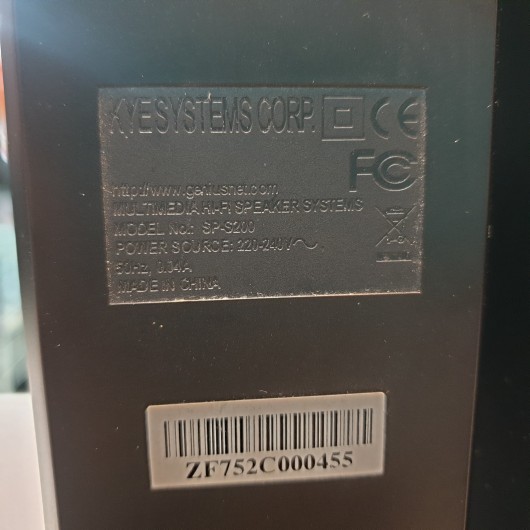 KYE SYSTEMS CORP.
CE
FC
http://www.geniusnet.com
MULTIMEDIA HI-FI SPEAKER SYSTEMS
MODEL No.: SP-S200
POWER SOURCE: 220-240V~,
50Hz, 0.04A
MADE IN CHINA
ZF752C000455